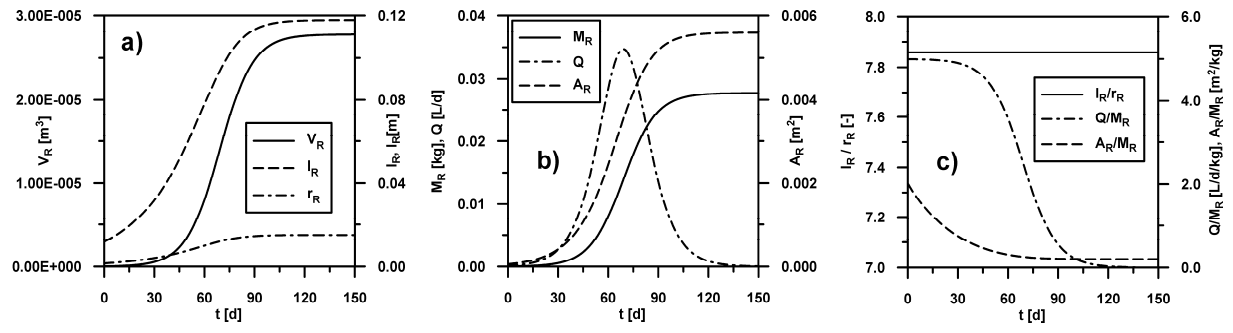 3.00E-005
2.00E-005
1.00E-005
0.00E+000
V_R [m³]
a)
V_R
l_R
r_R
0.12
0.08
0.04
0.00
l_R, l_R[m]
0 30 60 90 120 150
t [d]
0.04
0.03
0.02
0.01
0.00
M_R [kg], Q [L/d]
M_R
Q
A_R
b)
0.006
0.004
0.002
0.000
A_R [m²]
0 30 60 90 120 150
t [d]
8.0
7.8
7.6
7.4
7.2
7.0
l_R / r_R [-]
l_R/r_R
Q/M_R
A_R/M_R
c)
6.0
4.0
2.0
0.0
Q/M_R [L/d/kg], A_R/M_R [m²/kg]
0 30 60 90 120 150
t [d]